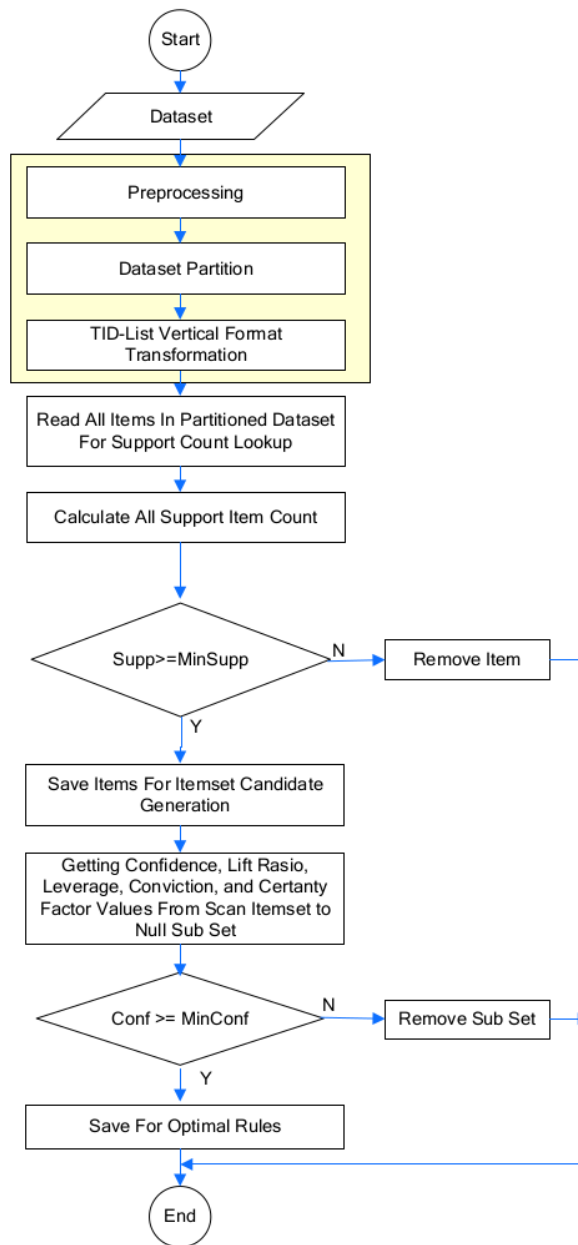 Start
Dataset
Preprocessing
Dataset Partition
TID-List Vertical Format
Transformation
Read All Items In Partitioned Dataset
For Support Count Lookup
Calculate All Support Item Count
Supp>=MinSupp
N
Remove Item
Y
Save Items For Itemset Candidate
Generation
Getting Confidence, Lift Rasio,
Leverage, Conviction, and Certanty
Factor Values From Scan Itemset to
Null Sub Set
Conf >= MinConf
N
Remove Sub Set
Y
Save For Optimal Rules
End